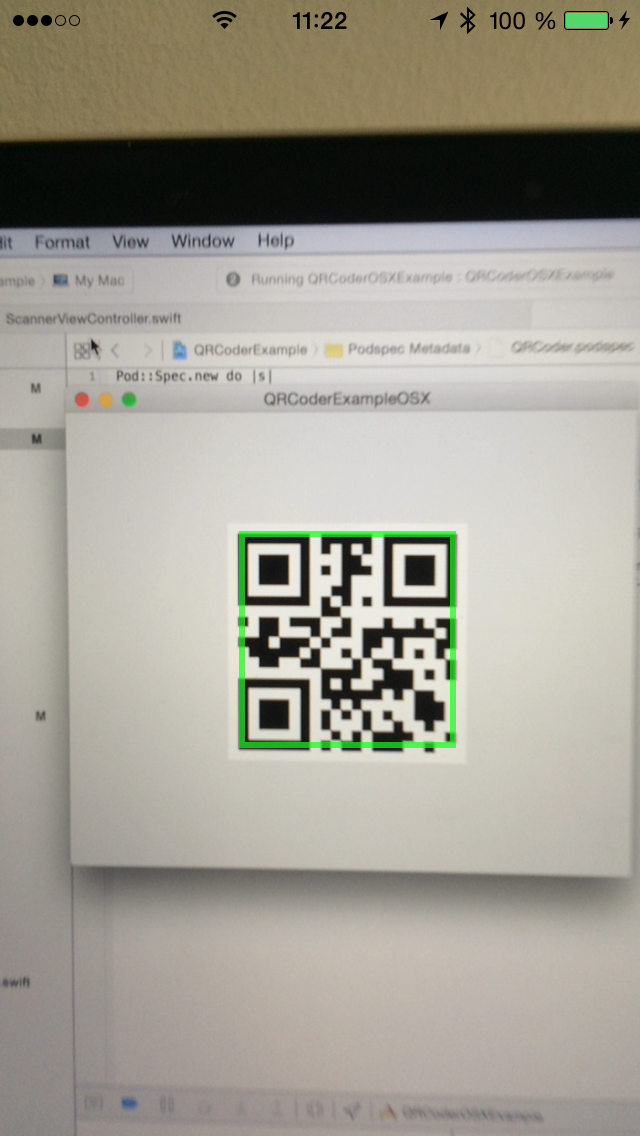 11:22 100 %
dit Format View Window Help
ample My Mac Running QRCoderOSXExample : QRCoderOSXExample
ScannerViewController.swift
QRCoderExample Podspec Metadata QRCoder.podspec
M 1 Pod::Spec.new do |s|
QRCoderExampleOSX
M
M
.swift
QRCoderOSXExample